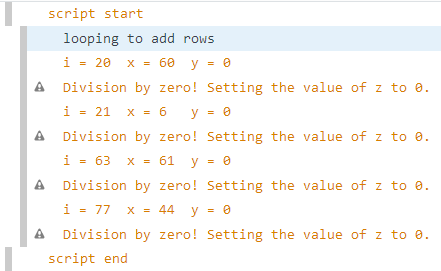 script start
looping to add rows
i = 20  x = 60  y = 0
Division by zero! Setting the value of z to 0.
i = 21  x = 6   y = 0
Division by zero! Setting the value of z to 0.
i = 63  x = 61  y = 0
Division by zero! Setting the value of z to 0.
i = 77  x = 44  y = 0
Division by zero! Setting the value of z to 0.
script end